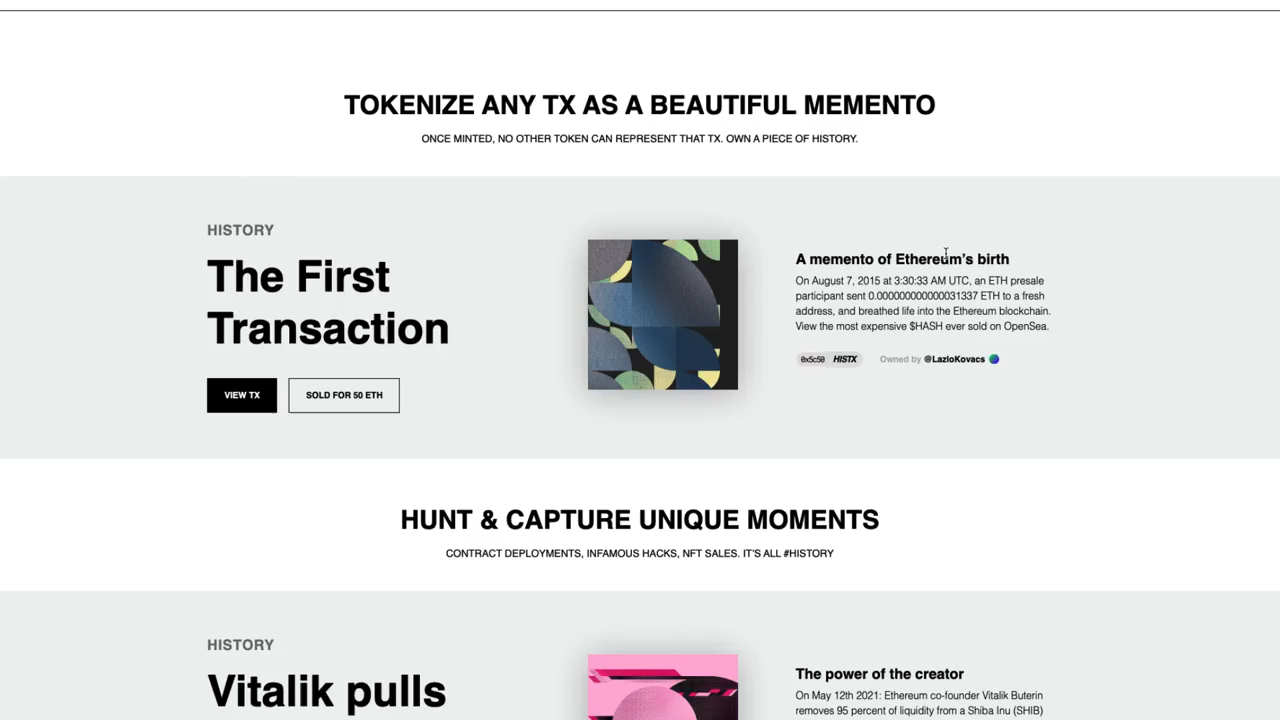 TOKENIZE ANY TX AS A BEAUTIFUL MEMENTO
ONCE MINTED, NO OTHER TOKEN CAN REPRESENT THAT TX. OWN A PIECE OF HISTORY.
HISTORY
The First
Transaction
VIEW TX
SOLD FOR 50 ETH
A memento of Ethereum's birth
On August 7, 2015 at 3:30:33 AM UTC, an ETH presale
participant sent 0.000000000000031337 ETH to a fresh
address, and breathed life into the Ethereum blockchain.
View the most expensive $HASH ever sold on OpenSea.
0x5c50 HISTX Owned by @LazloKovacs
HUNT & CAPTURE UNIQUE MOMENTS
CONTRACT DEPLOYMENTS, INFAMOUS HACKS, NFT SALES. IT'S ALL #HISTORY
HISTORY
Vitalik pulls
The power of the creator
On May 12th 2021: Ethereum co-founder Vitalik Buterin
removes 95 percent of liquidity from a Shiba Inu (SHIB)